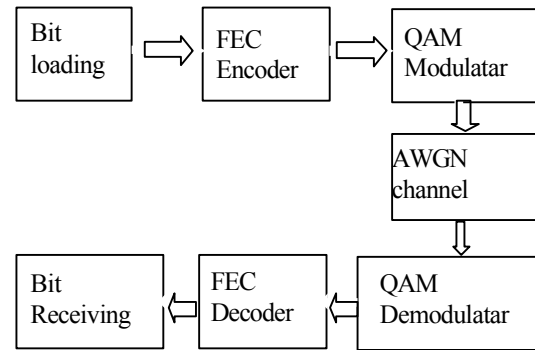 Bit
loading
FEC
Encoder
QAM
Modulatar
AWGN
channel
Bit
Receiving
FEC
Decoder
QAM
Demodulatar